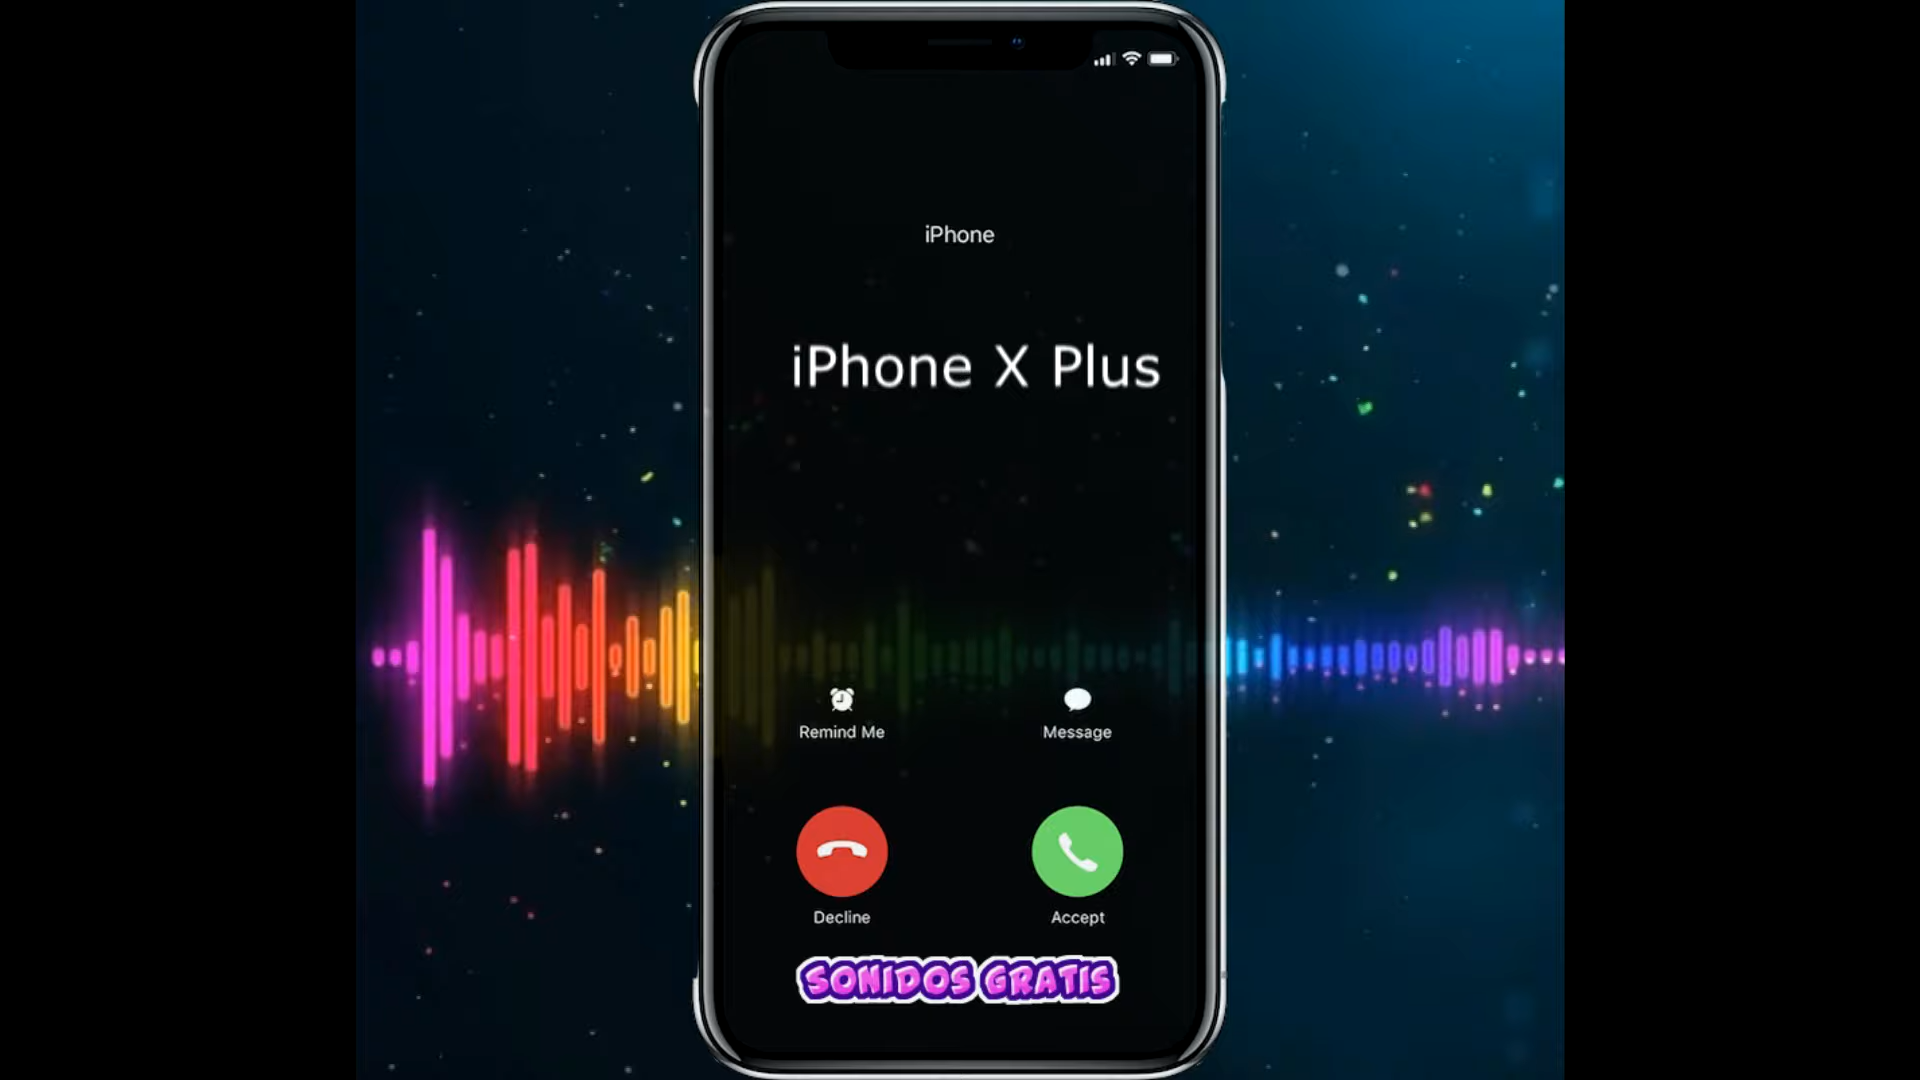 iPhone
iPhone X Plus
Remind Me
Message
Decline
Accept
SONIDOS GRATIS